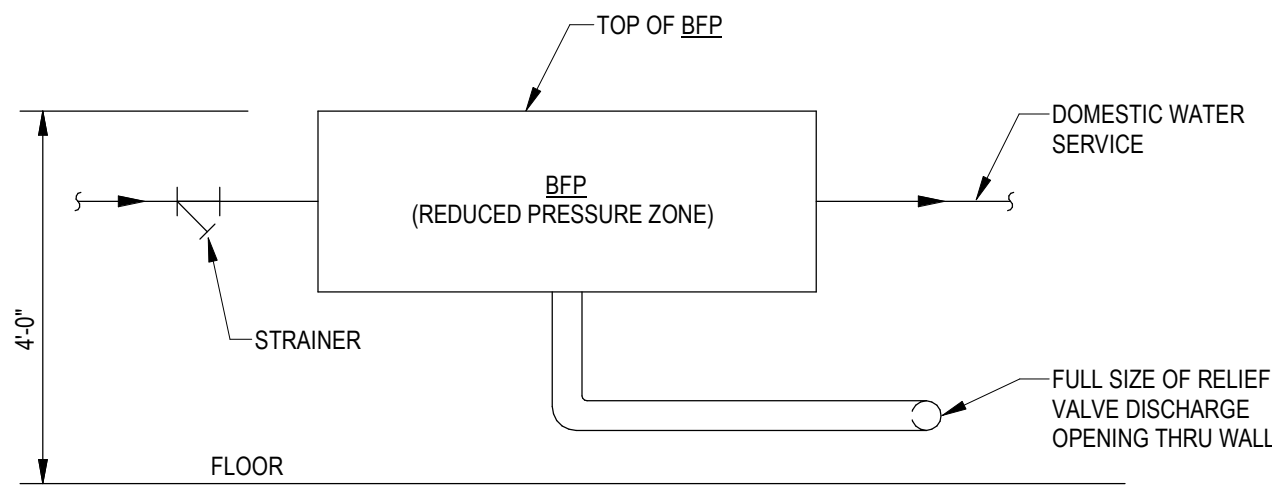 TOP OF BFP
DOMESTIC WATER
SERVICE
BFP
(REDUCED PRESSURE ZONE)
4'-0"
STRAINER
FULL SIZE OF RELIEF
VALVE DISCHARGE
OPENING THRU WALL
FLOOR